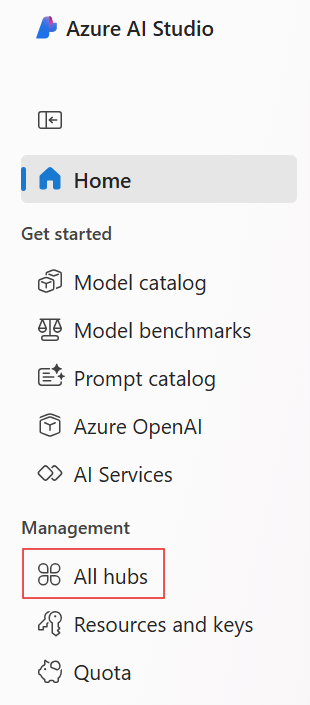 Azure AI Studio
Home
Get started
Model catalog
Model benchmarks
Prompt catalog
Azure OpenAI
AI Services
Management
All hubs
Resources and keys
Quota